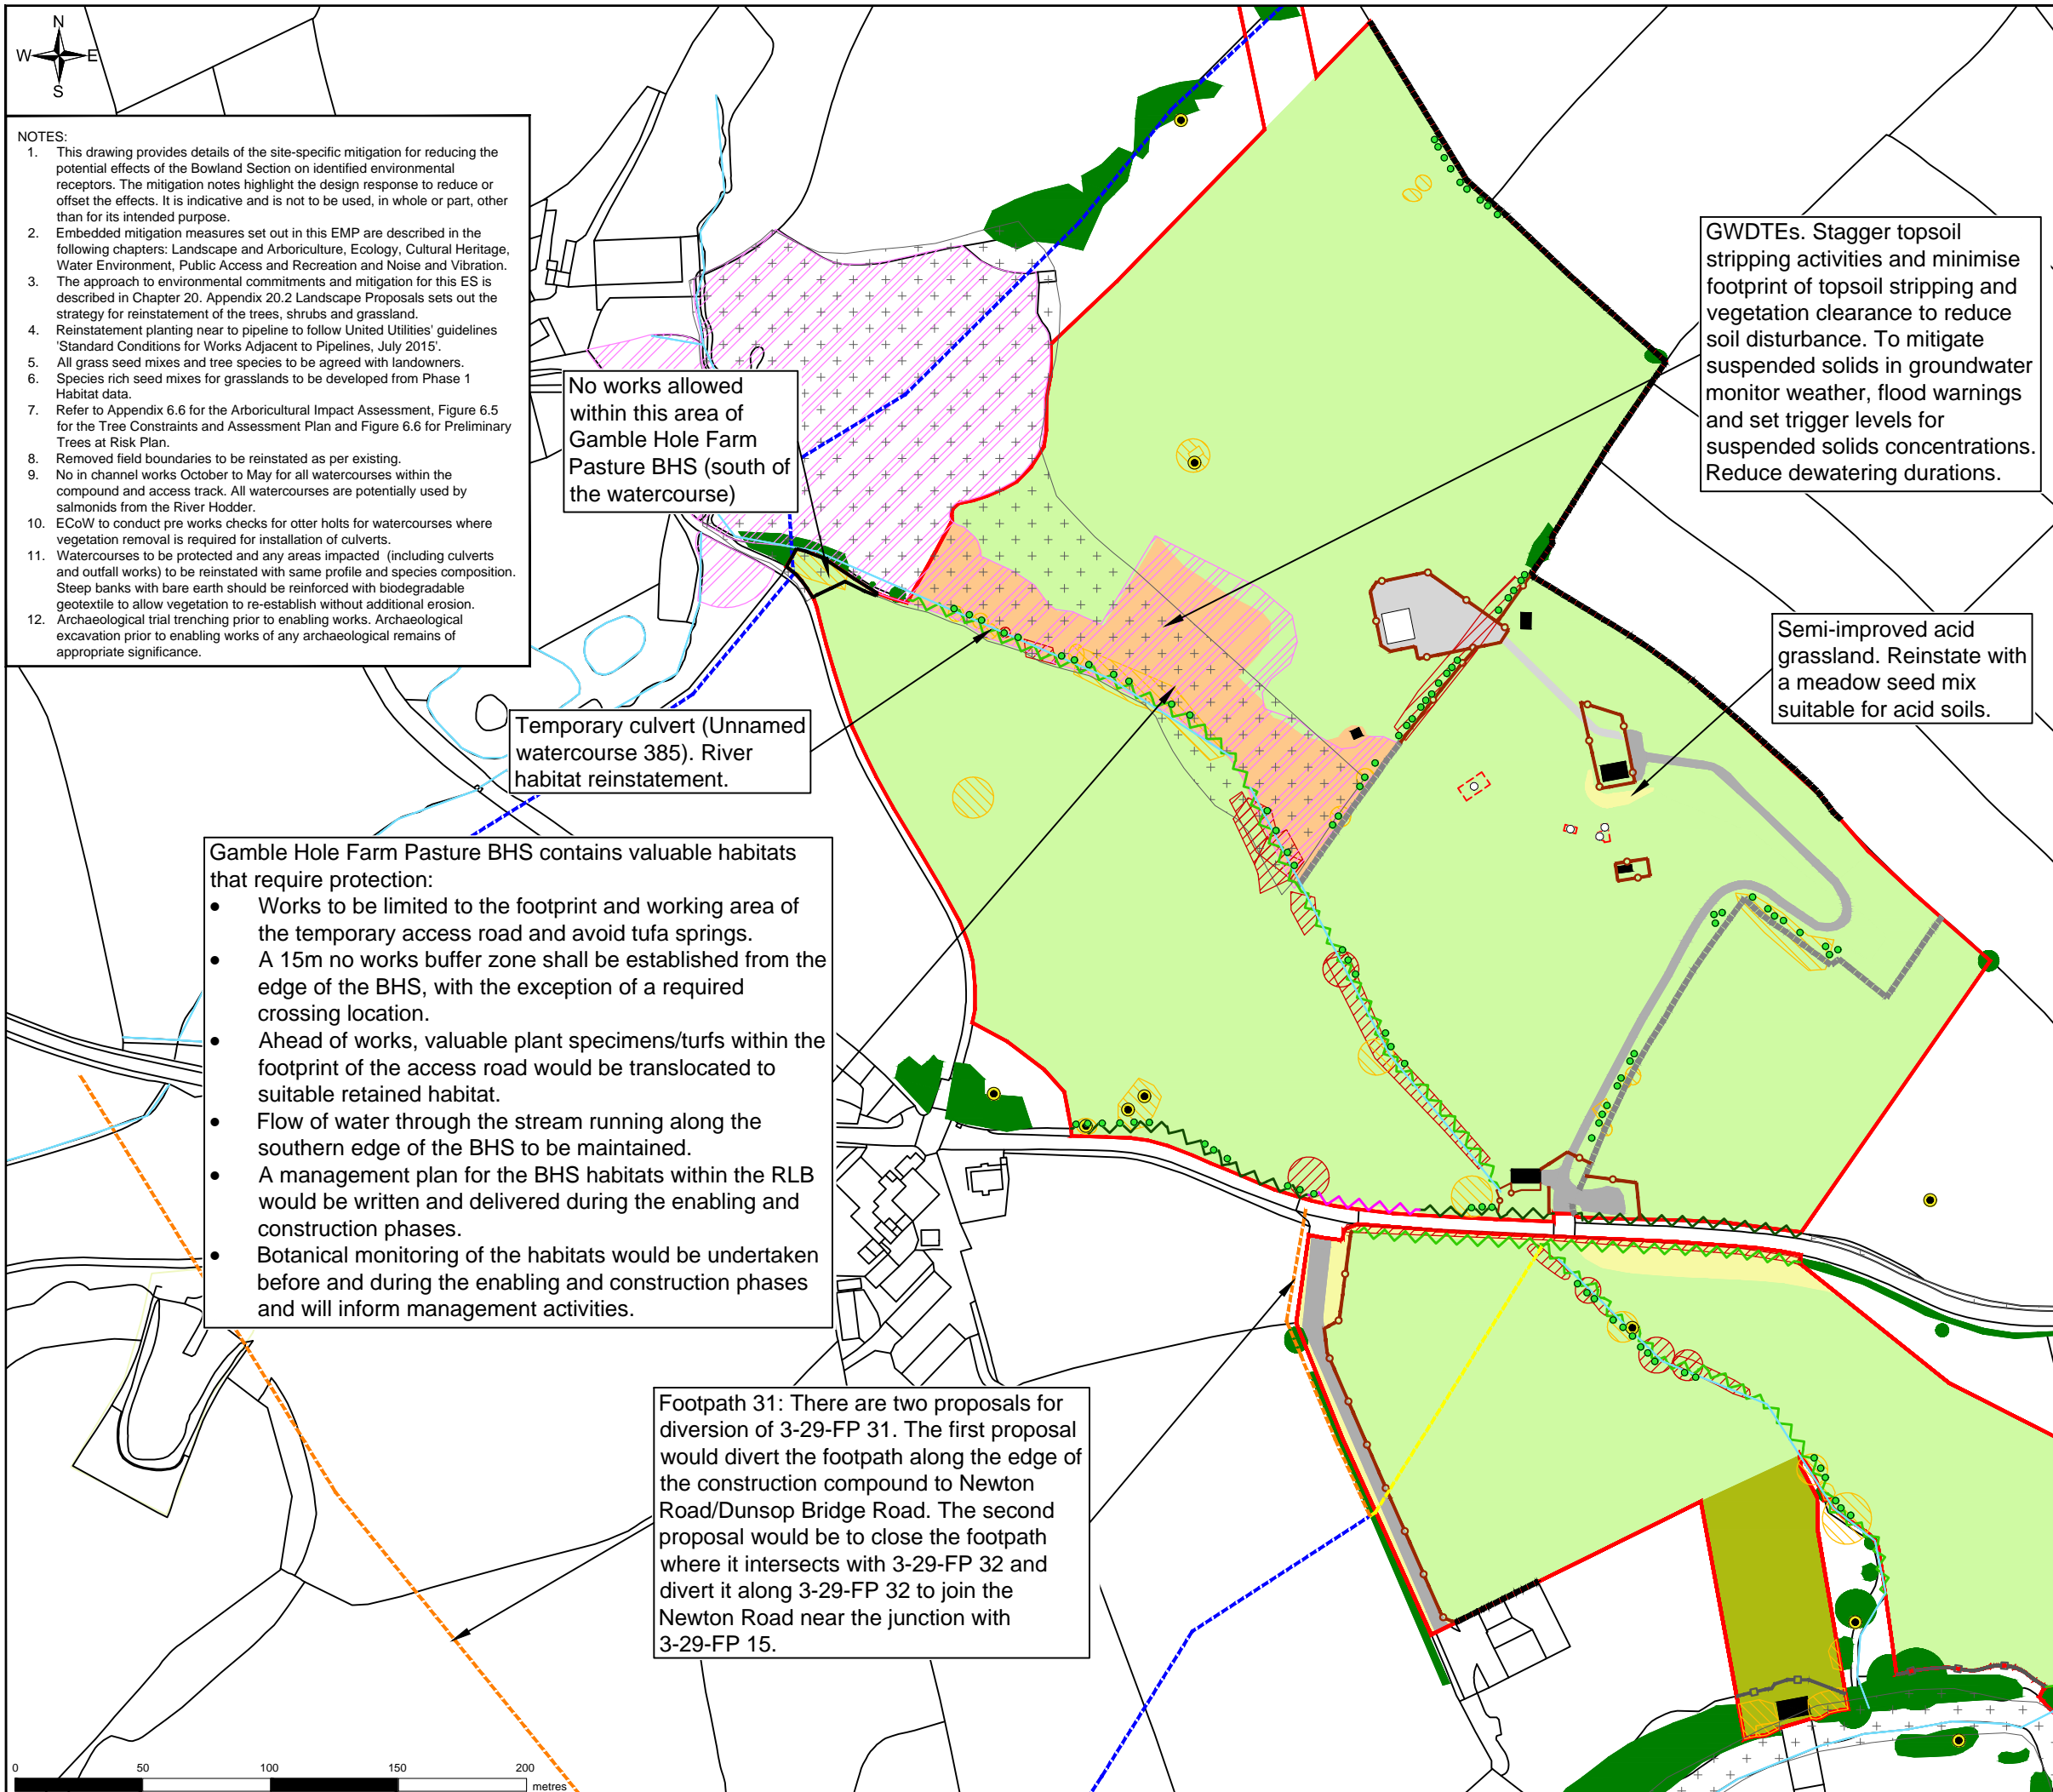 N
W E
S
NOTES:
1. This drawing provides details of the site-specific mitigation for reducing the
potential effects of the Bowland Section on identified environmental
receptors. The mitigation notes highlight the design response to reduce or
offset the effects. It is indicative and is not to be used, in whole or part, other
than for its intended purpose.
2. Embedded mitigation measures set out in this EMP are described in the
following chapters: Landscape and Arboriculture, Ecology, Cultural Heritage,
Water Environment, Public Access and Recreation and Noise and Vibration.
3. The approach to environmental commitments and mitigation for this ES is
described in Chapter 20. Appendix 20.2 Landscape Proposals sets out the
strategy for reinstatement of the trees, shrubs and grassland.
4. Reinstatement planting near to pipeline to follow United Utilities' guidelines
'Standard Conditions for Works Adjacent to Pipelines, July 2015'.
5. All grass seed mixes and tree species to be agreed with landowners.
6. Species rich seed mixes for grasslands to be developed from Phase 1
Habitat data.
7. Refer to Appendix 6.6 for the Arboricultural Impact Assessment, Figure 6.5
for the Tree Constraints and Assessment Plan and Figure 6.6 for Preliminary
Trees at Risk Plan.
8. Removed field boundaries to be reinstated as per existing.
9. No in channel works October to May for all watercourses within the
compound and access track. All watercourses are potentially used by
salmonids from the River Hodder.
10. ECoW to conduct pre works checks for otter holts for watercourses where
vegetation removal is required for installation of culverts.
11. Watercourses to be protected and any areas impacted (including culverts
and outfall works) to be reinstated with same profile and species composition.
Steep banks with bare earth should be reinforced with biodegradable
geotextile to allow vegetation to re-establish without additional erosion.
12. Archaeological trial trenching prior to enabling works. Archaeological
excavation prior to enabling works of any archaeological remains of
appropriate significance.
GWDTEs. Stagger topsoil
stripping activities and minimise
footprint of topsoil stripping and
vegetation clearance to reduce
soil disturbance. To mitigate
suspended solids in groundwater
monitor weather, flood warnings
and set trigger levels for
suspended solids concentrations.
Reduce dewatering durations.
No works allowed
within this area of
Gamble Hole Farm
Pasture BHS (south of
the watercourse)
Semi-improved acid
grassland. Reinstate with
a meadow seed mix
suitable for acid soils.
Temporary culvert (Unnamed
watercourse 385). River
habitat reinstatement.
Gamble Hole Farm Pasture BHS contains valuable habitats
that require protection:
• Works to be limited to the footprint and working area of
the temporary access road and avoid tufa springs.
• A 15m no works buffer zone shall be established from the
edge of the BHS, with the exception of a required
crossing location.
• Ahead of works, valuable plant specimens/turfs within the
footprint of the access road would be translocated to
suitable retained habitat.
• Flow of water through the stream running along the
southern edge of the BHS to be maintained.
• A management plan for the BHS habitats within the RLB
would be written and delivered during the enabling and
construction phases.
• Botanical monitoring of the habitats would be undertaken
before and during the enabling and construction phases
and will inform management activities.
Footpath 31: There are two proposals for
diversion of 3-29-FP 31. The first proposal
would divert the footpath along the edge of
the construction compound to Newton
Road/Dunsop Bridge Road. The second
proposal would be to close the footpath
where it intersects with 3-29-FP 32 and
divert it along 3-29-FP 32 to join the
Newton Road near the junction with
3-29-FP 15.
0 50 100 150 200
metres